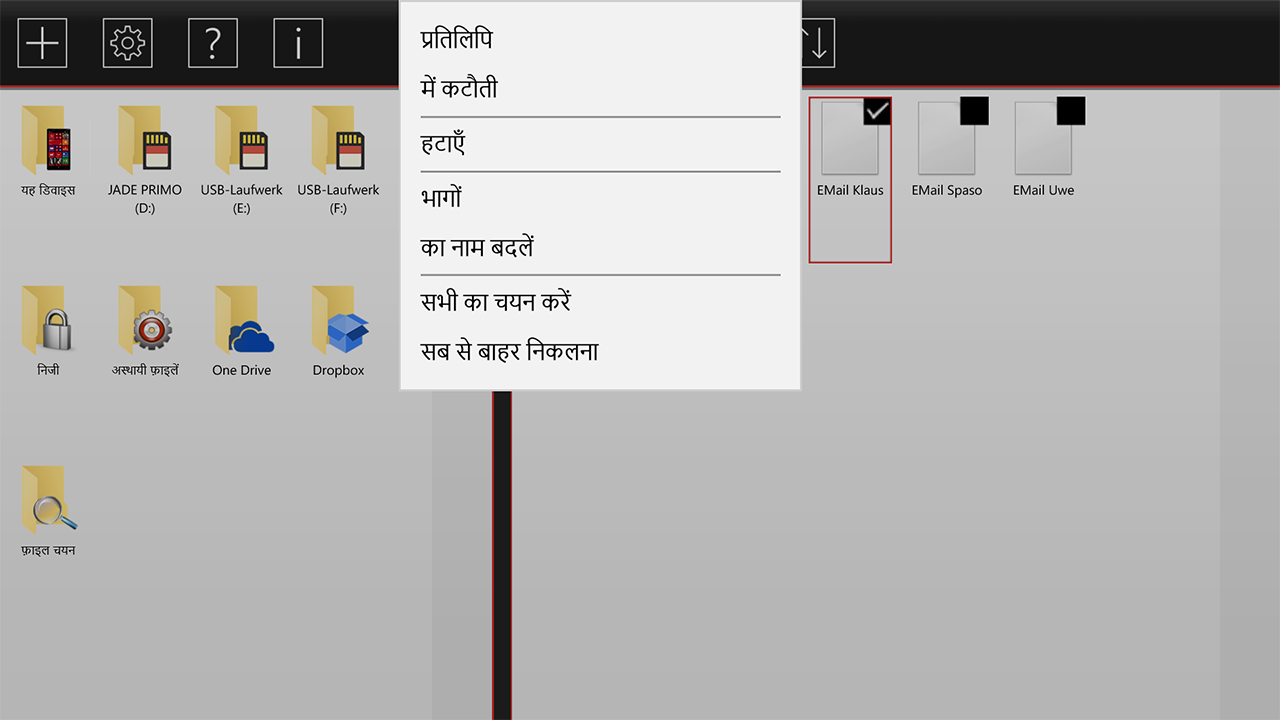 प्रतिलिपि
में कटौती
हटाएँ
भागों
का नाम बदलें
सभी का चयन करें
सब से बाहर निकलना
यह डिवाइस
JADE PRIMO
(D:)
USB-Laufwerk
(E:)
USB-Laufwerk
(F:)
निजी
अस्थायी फ़ाइलें
One Drive
Dropbox
फ़ाइल चयन
EMail Klaus
EMail Spaso
EMail Uwe